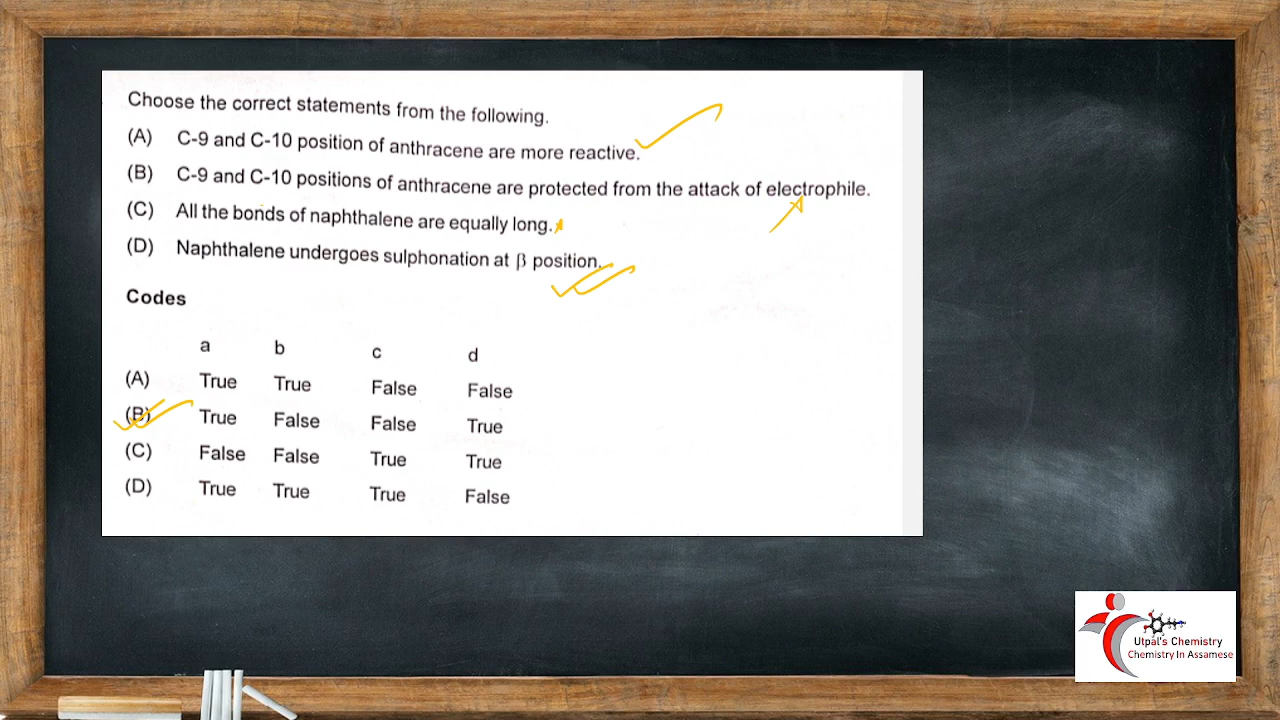 Choose the correct statements from the following.
(A) C-9 and C-10 position of anthracene are more reactive.
(B) C-9 and C-10 positions of anthracene are protected from the attack of electrophile.
(C) All the bonds of naphthalene are equally long.
(D) Naphthalene undergoes sulphonation at β position.
Codes
a b c d
(A) True True False False
(B) True False False True
(C) False False True True
(D) True True True False
Utpal's Chemistry
Chemistry In Assamese